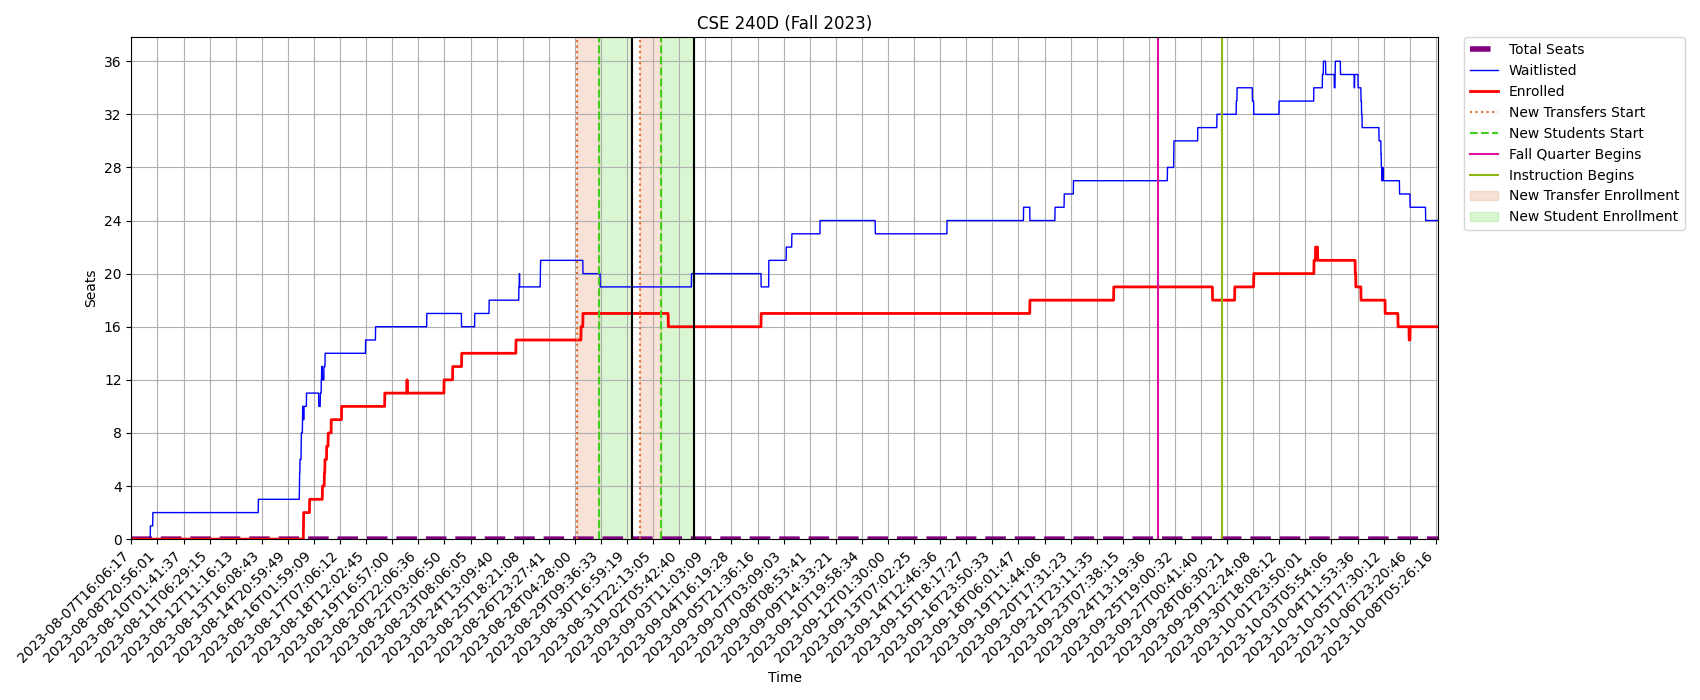 CSE 240D (Fall 2023)
Total Seats
Waitlisted
Enrolled
New Transfers Start
New Students Start
Fall Quarter Begins
Instruction Begins
New Transfer Enrollment
New Student Enrollment
Seats
36
32
28
24
20
16
12
8
4
0
2023-08-07T16:06:17
2023-08-08T20:56:01
2023-08-10T01:41:37
2023-08-11T06:29:15
2023-08-12T11:16:13
2023-08-13T16:08:43
2023-08-14T20:59:49
2023-08-16T01:59:09
2023-08-17T07:06:12
2023-08-18T12:02:45
2023-08-19T16:57:00
2023-08-20T22:06:36
2023-08-22T03:06:50
2023-08-23T08:06:05
2023-08-24T13:09:40
2023-08-25T18:21:08
2023-08-26T23:27:41
2023-08-28T04:28:00
2023-08-29T09:36:33
2023-08-30T16:59:19
2023-08-31T22:13:05
2023-09-02T05:42:40
2023-09-03T11:03:09
2023-09-04T16:19:28
2023-09-05T21:36:16
2023-09-07T03:09:03
2023-09-08T08:53:41
2023-09-09T14:33:21
2023-09-10T19:58:34
2023-09-12T01:30:00
2023-09-13T07:02:25
2023-09-14T12:46:36
2023-09-15T18:17:27
2023-09-16T23:50:33
2023-09-18T06:01:47
2023-09-19T11:44:06
2023-09-20T17:31:23
2023-09-21T23:11:35
2023-09-23T07:38:15
2023-09-24T13:19:36
2023-09-25T19:00:32
2023-09-27T00:41:40
2023-09-28T06:30:21
2023-09-29T12:24:08
2023-09-30T18:08:12
2023-10-01T23:50:01
2023-10-03T05:54:06
2023-10-04T11:53:36
2023-10-05T17:30:12
2023-10-06T23:20:46
2023-10-08T05:26:10
Time